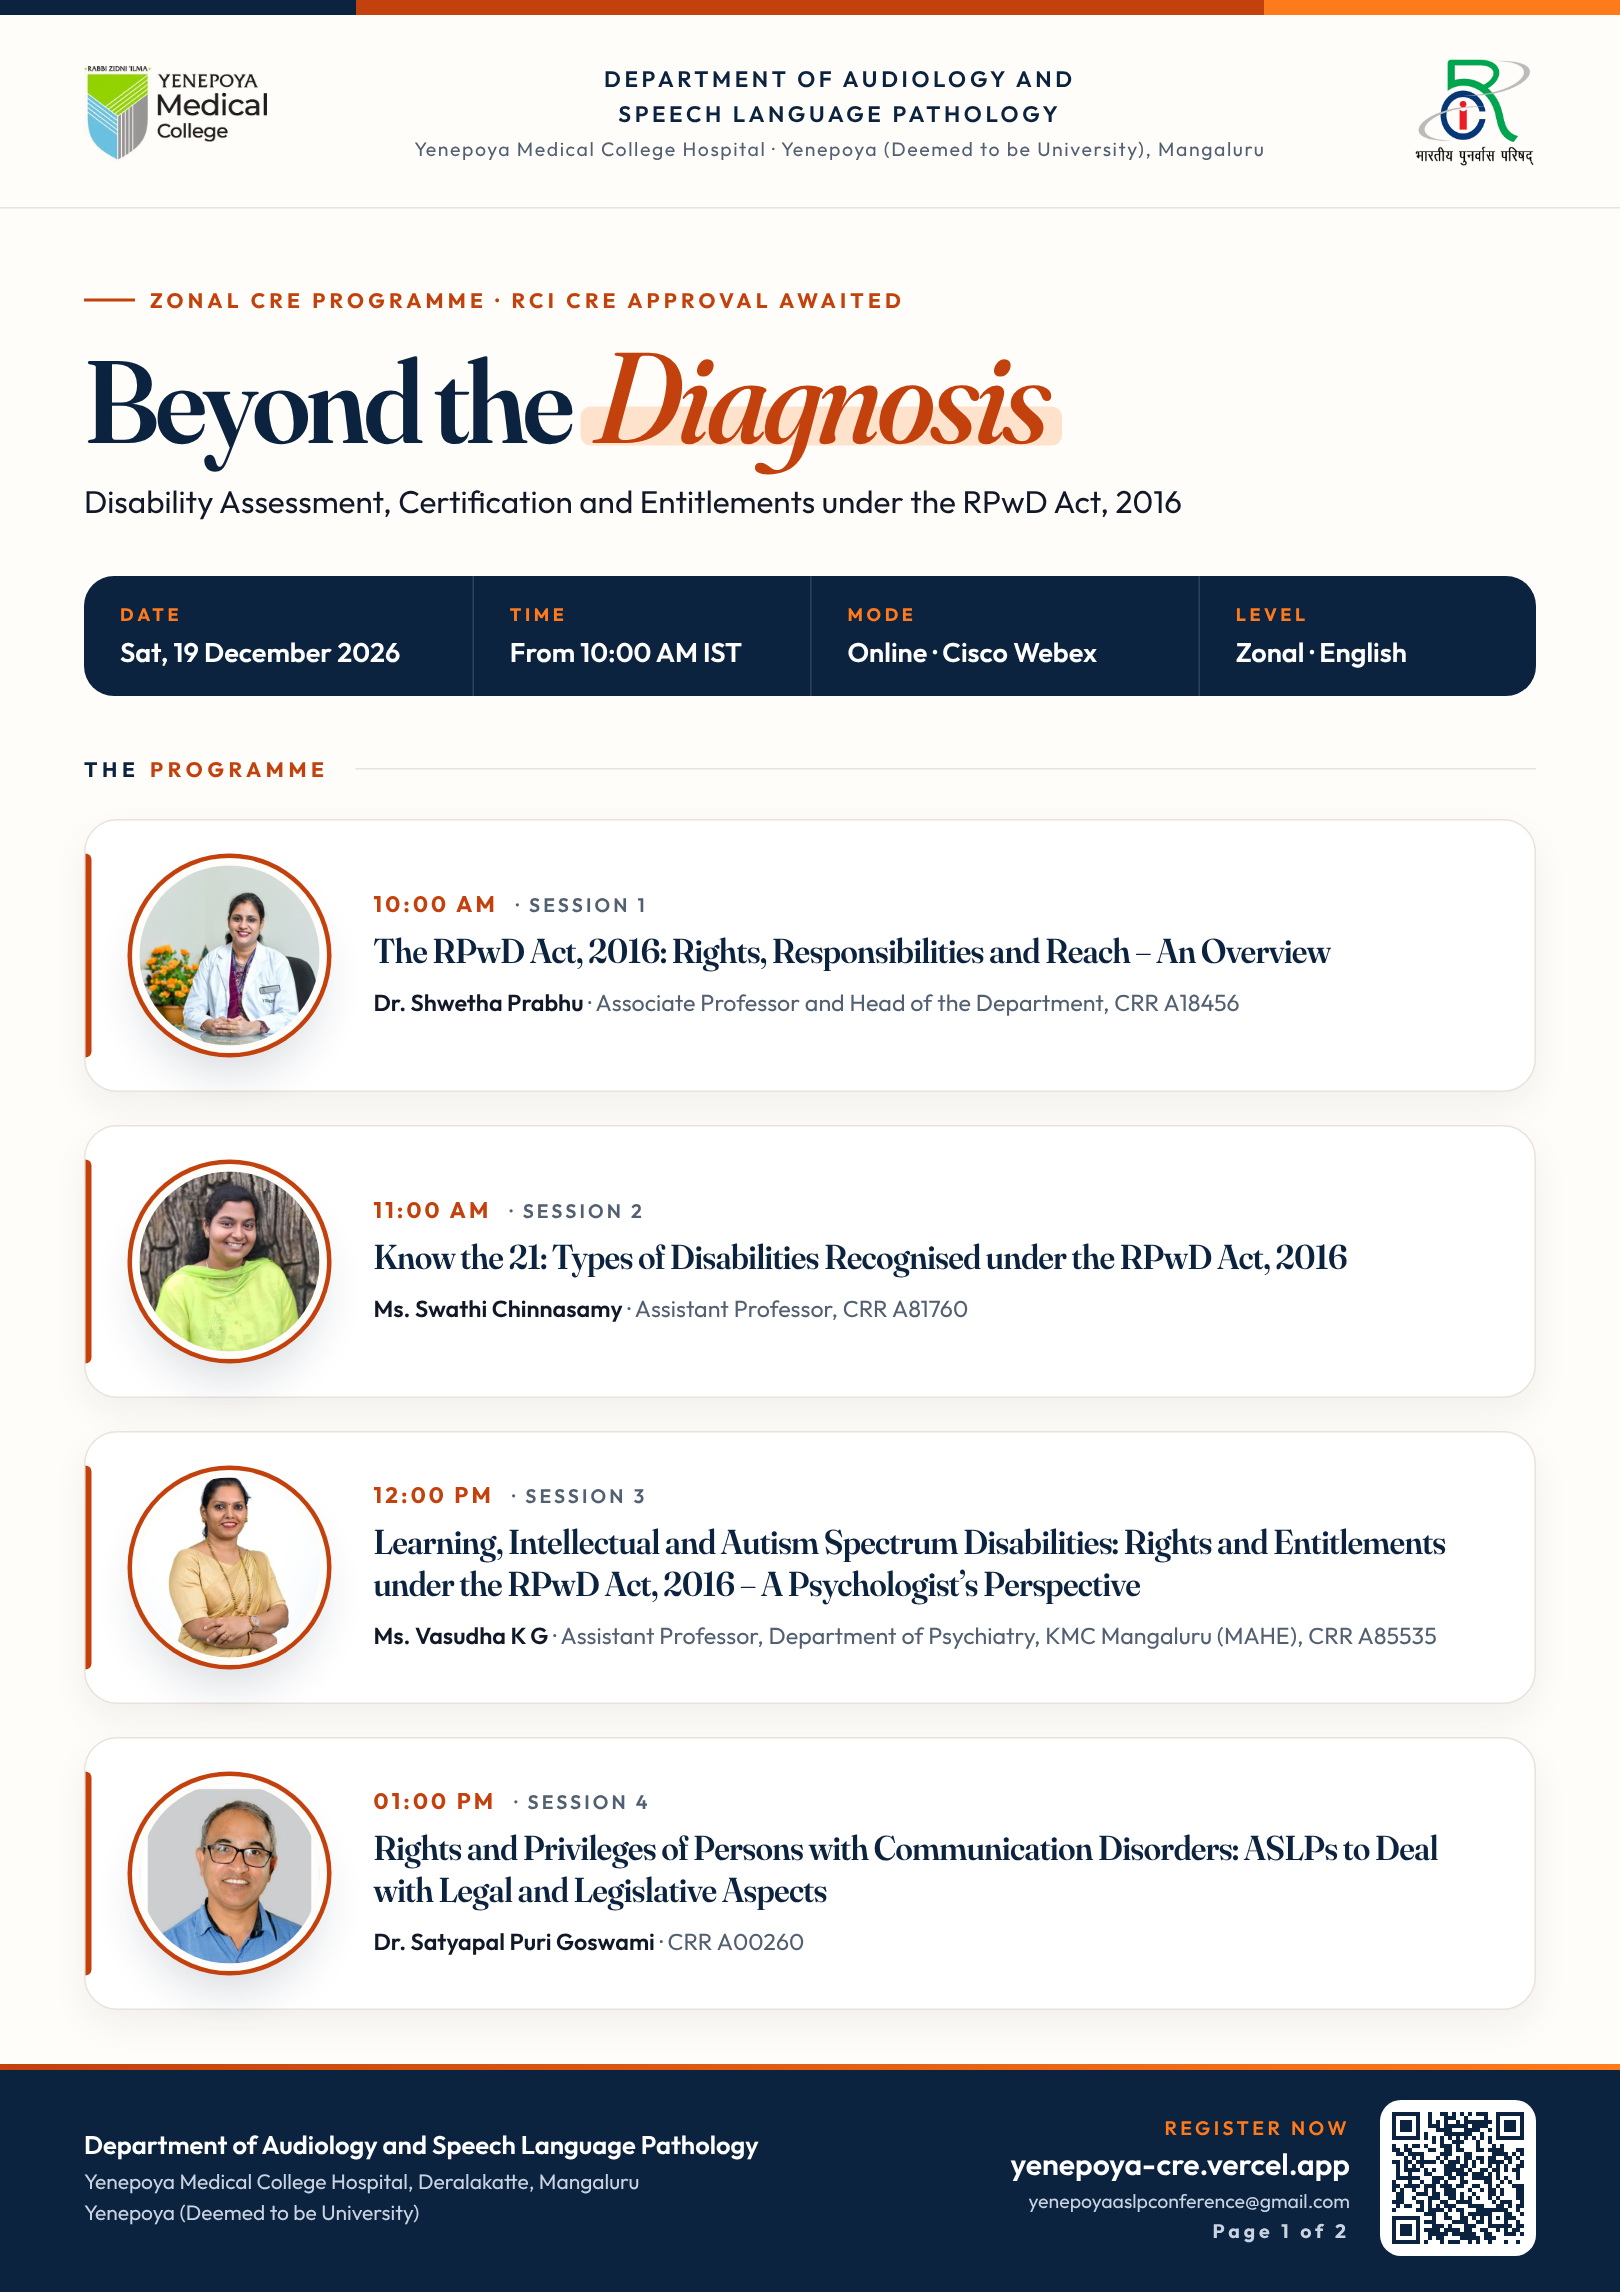 RABBI ZIDNI 'ILMA
YENEPOYA
Medical
College
DEPARTMENT OF AUDIOLOGY AND
SPEECH LANGUAGE PATHOLOGY
Yenepoya Medical College Hospital · Yenepoya (Deemed to be University), Mangaluru
RCI
भारतीय पुनर्वास परिषद्
ZONAL CRE PROGRAMME · RCI CRE APPROVAL AWAITED
Beyond the Diagnosis
Disability Assessment, Certification and Entitlements under the RPwD Act, 2016
DATE
Sat, 19 December 2026
TIME
From 10:00 AM IST
MODE
Online · Cisco Webex
LEVEL
Zonal · English
THE PROGRAMME
10:00 AM · SESSION 1
The RPwD Act, 2016: Rights, Responsibilities and Reach – An Overview
Dr. Shwetha Prabhu · Associate Professor and Head of the Department, CRR A18456
11:00 AM · SESSION 2
Know the 21: Types of Disabilities Recognised under the RPwD Act, 2016
Ms. Swathi Chinnasamy · Assistant Professor, CRR A81760
12:00 PM · SESSION 3
Learning, Intellectual and Autism Spectrum Disabilities: Rights and Entitlements
under the RPwD Act, 2016 – A Psychologist’s Perspective
Ms. Vasudha K G · Assistant Professor, Department of Psychiatry, KMC Mangaluru (MAHE), CRR A85535
01:00 PM · SESSION 4
Rights and Privileges of Persons with Communication Disorders: ASLPs to Deal
with Legal and Legislative Aspects
Dr. Satyapal Puri Goswami · CRR A00260
Department of Audiology and Speech Language Pathology
Yenepoya Medical College Hospital, Deralakatte, Mangaluru
Yenepoya (Deemed to be University)
REGISTER NOW
yenepoya-cre.vercel.app
yenepoyaaslpconference@gmail.com
Page 1 of 2